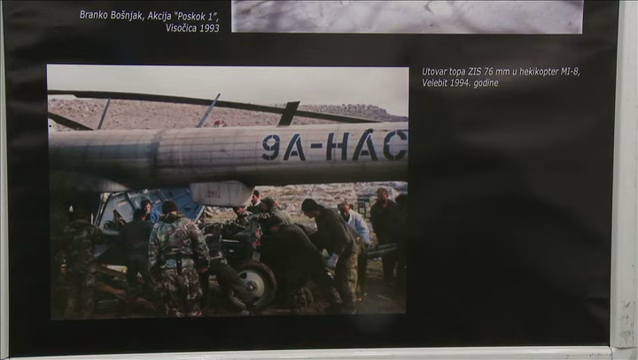 Branko Bošnjak, Akcija "Poskok 1",
Visočica 1993
Utovar topa ZIS 76 mm u hekikopter MI-8,
Velebit 1994. godine
9A-HAC